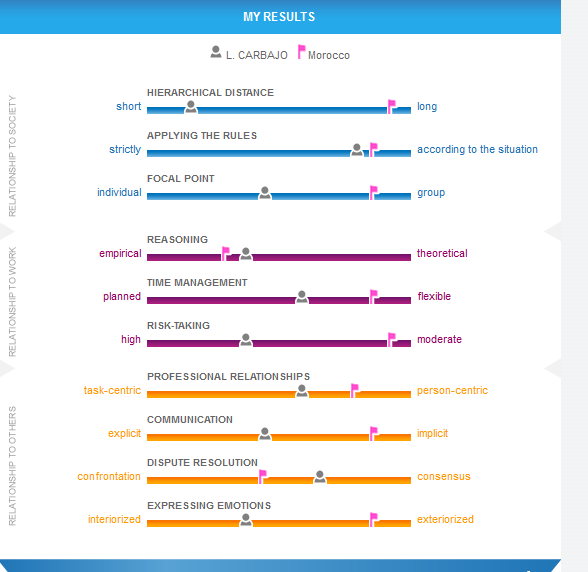 MY RESULTS
L. CARBAJO Morocco
RELATIONSHIP TO SOCIETY
HIERARCHICAL DISTANCE
short long
APPLYING THE RULES
strictly according to the situation
FOCAL POINT
individual group
RELATIONSHIP TO WORK
REASONING
empirical theoretical
TIME MANAGEMENT
planned flexible
RISK-TAKING
high moderate
RELATIONSHIP TO OTHERS
PROFESSIONAL RELATIONSHIPS
task-centric person-centric
COMMUNICATION
explicit implicit
DISPUTE RESOLUTION
confrontation consensus
EXPRESSING EMOTIONS
interiorized exteriorized